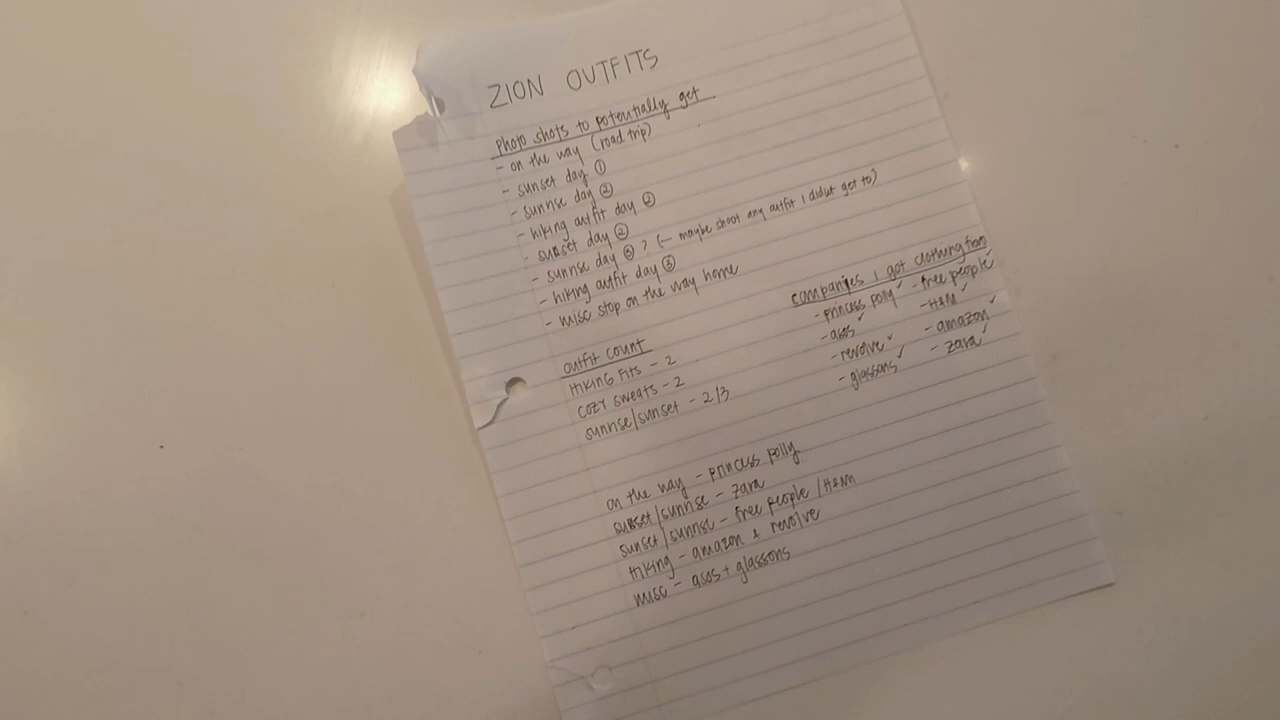 ZION OUTFITS
photo shots to potentially get
- on the way (road trip)
- sunset day ①
- sunrise day ②
- hiking outfit day ②
- sunset day ②
- sunrise day ③ ? (← maybe shoot any outfit i didnt get to)
- hiking outfit day ③
- misc stop on the way home
companies i got clothing from
- princess polly ✓ - free people ✓
- asos ✓ - H&M ✓
- revolve ✓ - amazon ✓
- glassons ✓ - zara ✓
outfit count
HIKING FITS - 2
COZY SWEATS - 2
sunrise/sunset - 2/3
on the way - princess polly
sunset/sunrise - zara
sunset/sunrise - free people / H&M
Hiking - amazon & revolve
misc - asos + glassons